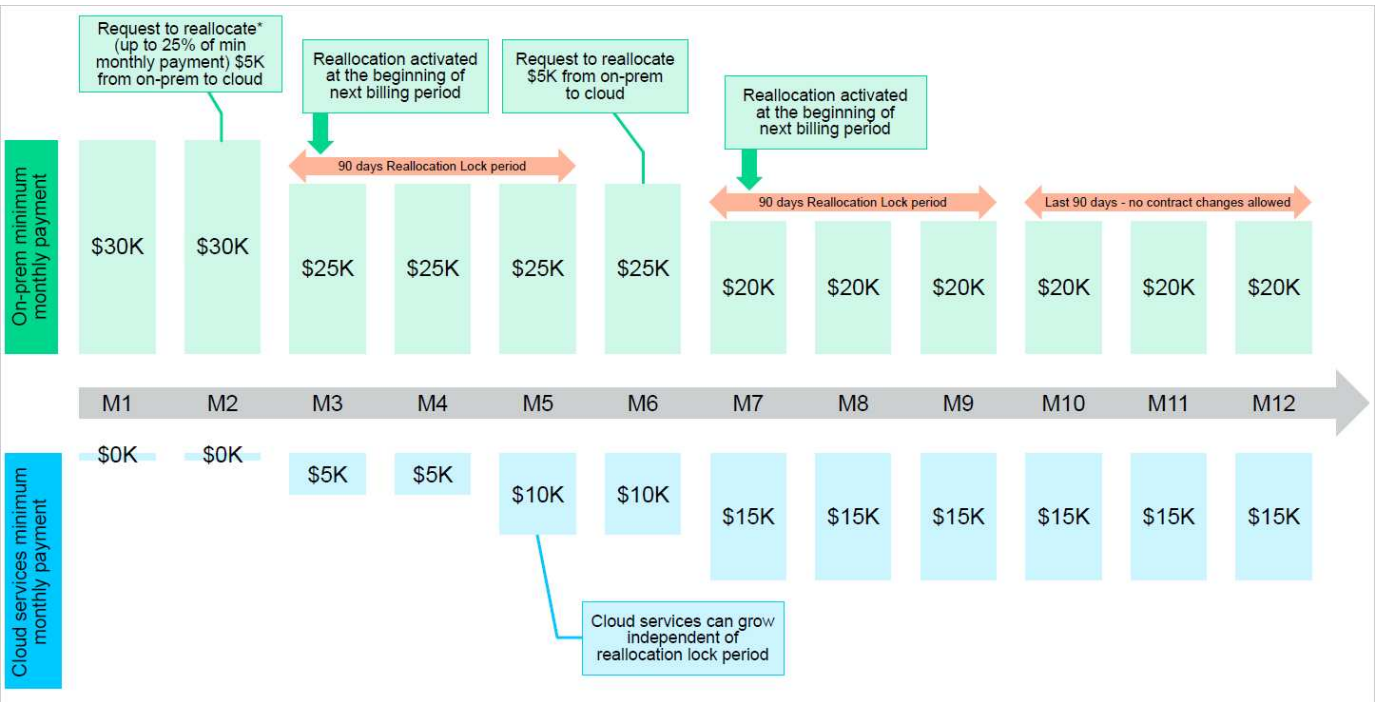 Request to reallocate*
(up to 25% of min
monthly payment) $5K
from on-prem to cloud
Reallocation activated
at the beginning of
next billing period
Request to reallocate
$5K from on-prem
to cloud
Reallocation activated
at the beginning of
next billing period
90 days Reallocation Lock period
90 days Reallocation Lock period
Last 90 days - no contract changes allowed
On-prem minimum
monthly payment
$30K
$30K
$25K
$25K
$25K
$25K
$20K
$20K
$20K
$20K
$20K
$20K
M1
M2
M3
M4
M5
M6
M7
M8
M9
M10
M11
M12
Cloud services minimum
monthly payment
$0K
$0K
$5K
$5K
$10K
$10K
$15K
$15K
$15K
$15K
$15K
$15K
Cloud services can grow
independent of
reallocation lock period